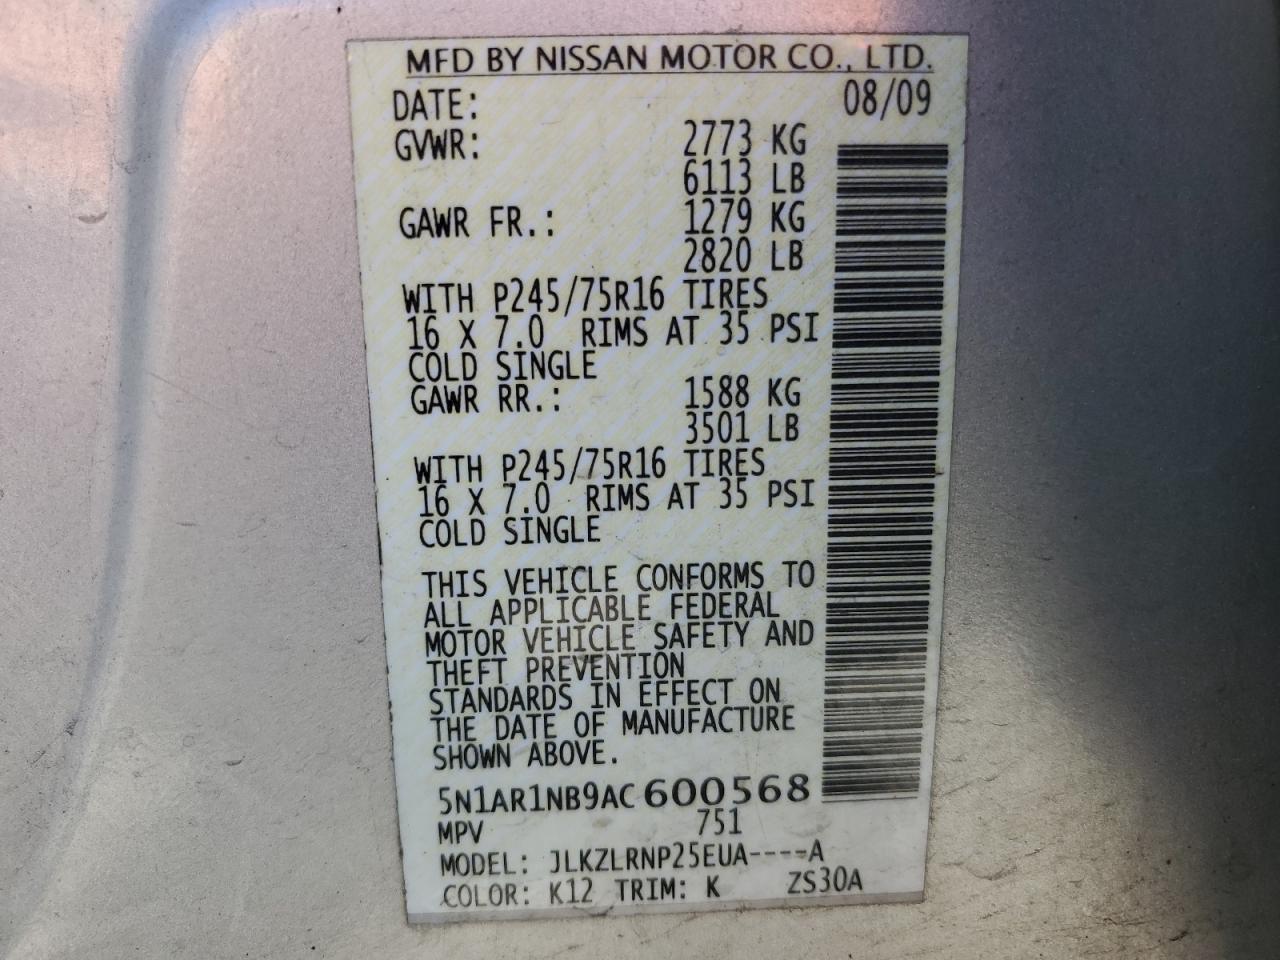 MFD BY NISSAN MOTOR CO., LTD.
DATE: 08/09
GVWR: 2773 KG
6113 LB
GAWR FR.: 1279 KG
2820 LB
WITH P245/75R16 TIRES
16 X 7.0 RIMS AT 35 PSI
COLD SINGLE
GAWR RR.: 1588 KG
3501 LB
WITH P245/75R16 TIRES
16 X 7.0 RIMS AT 35 PSI
COLD SINGLE
THIS VEHICLE CONFORMS TO
ALL APPLICABLE FEDERAL
MOTOR VEHICLE SAFETY AND
THEFT PREVENTION
STANDARDS IN EFFECT ON
THE DATE OF MANUFACTURE
SHOWN ABOVE.
5N1AR1NB9AC600568
MPV 751
MODEL: JLKZLRNP25EUA----A
COLOR: K12 TRIM: K ZS30A